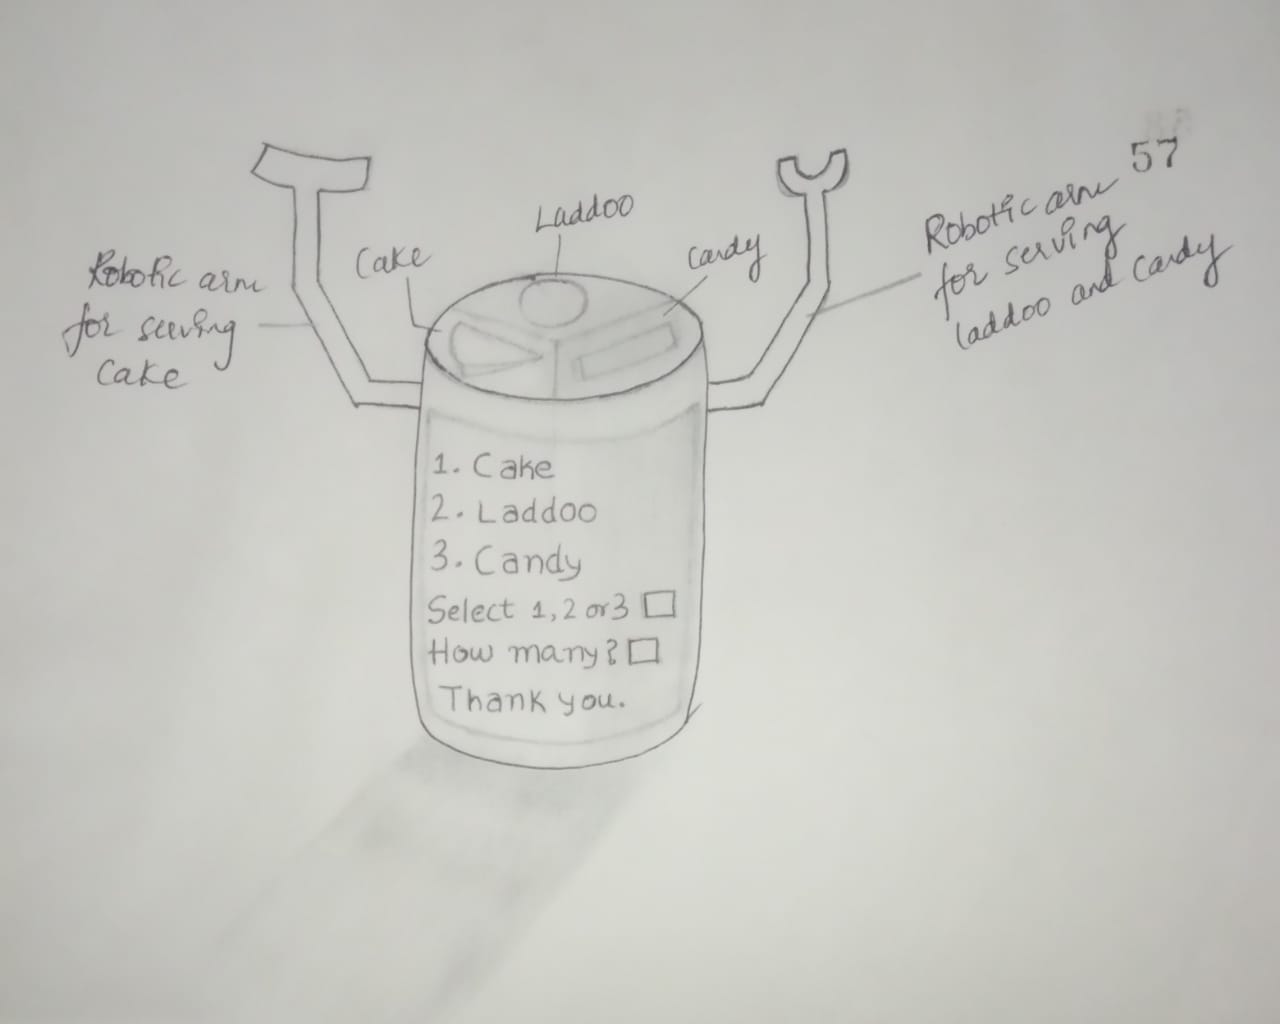 57
Laddoo
Cake
Candy
Robotic arm
for serving
Cake
Robotic arm
for serving
laddoo and candy
1. Cake
2. Laddoo
3. Candy
Select 1,2 or 3
How many?
Thank you.